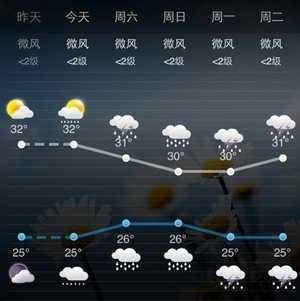 昨天 今天 周六 周日 周一 周二
微风 微风 微风 微风 微风 微风
<2级 <2级 <2级 <2级 <2级 <2级
32° 32° 31° 30° 30° 31°
25° 25° 26° 26° 25° 25°